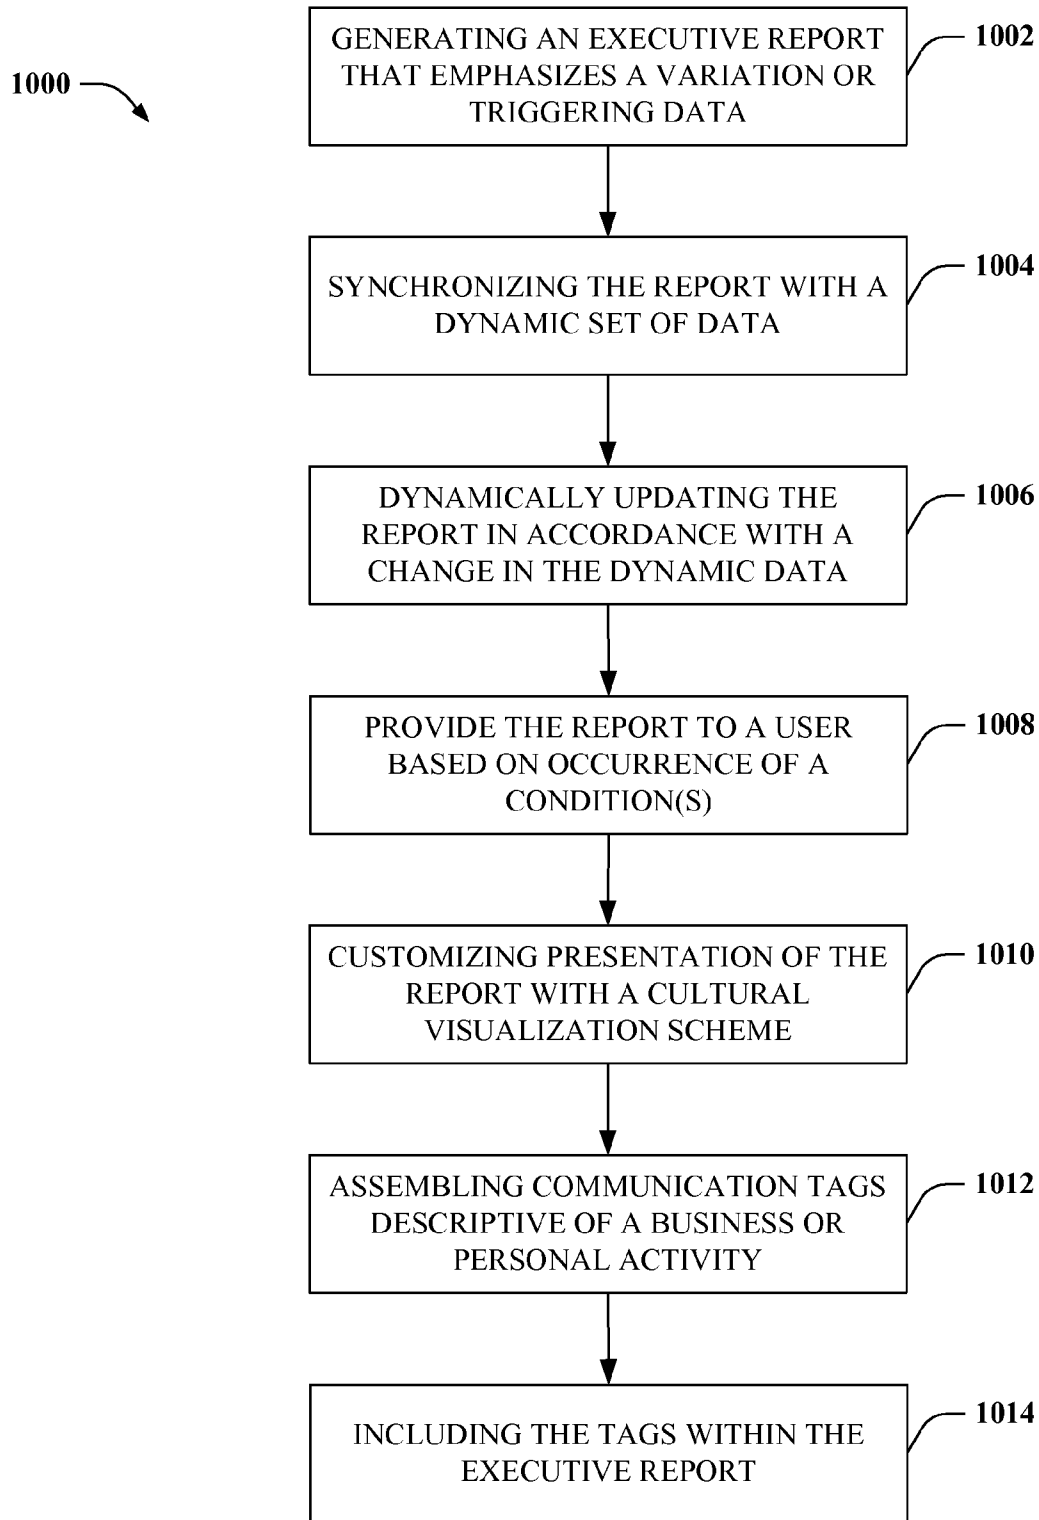 1000
GENERATING AN EXECUTIVE REPORT
THAT EMPHASIZES A VARIATION OR
TRIGGERING DATA
1002
SYNCHRONIZING THE REPORT WITH A
DYNAMIC SET OF DATA
1004
DYNAMICALLY UPDATING THE
REPORT IN ACCORDANCE WITH A
CHANGE IN THE DYNAMIC DATA
1006
PROVIDE THE REPORT TO A USER
BASED ON OCCURRENCE OF A
CONDITION(S)
1008
CUSTOMIZING PRESENTATION OF THE
REPORT WITH A CULTURAL
VISUALIZATION SCHEME
1010
ASSEMBLING COMMUNICATION TAGS
DESCRIPTIVE OF A BUSINESS OR
PERSONAL ACTIVITY
1012
INCLUDING THE TAGS WITHIN THE
EXECUTIVE REPORT
1014